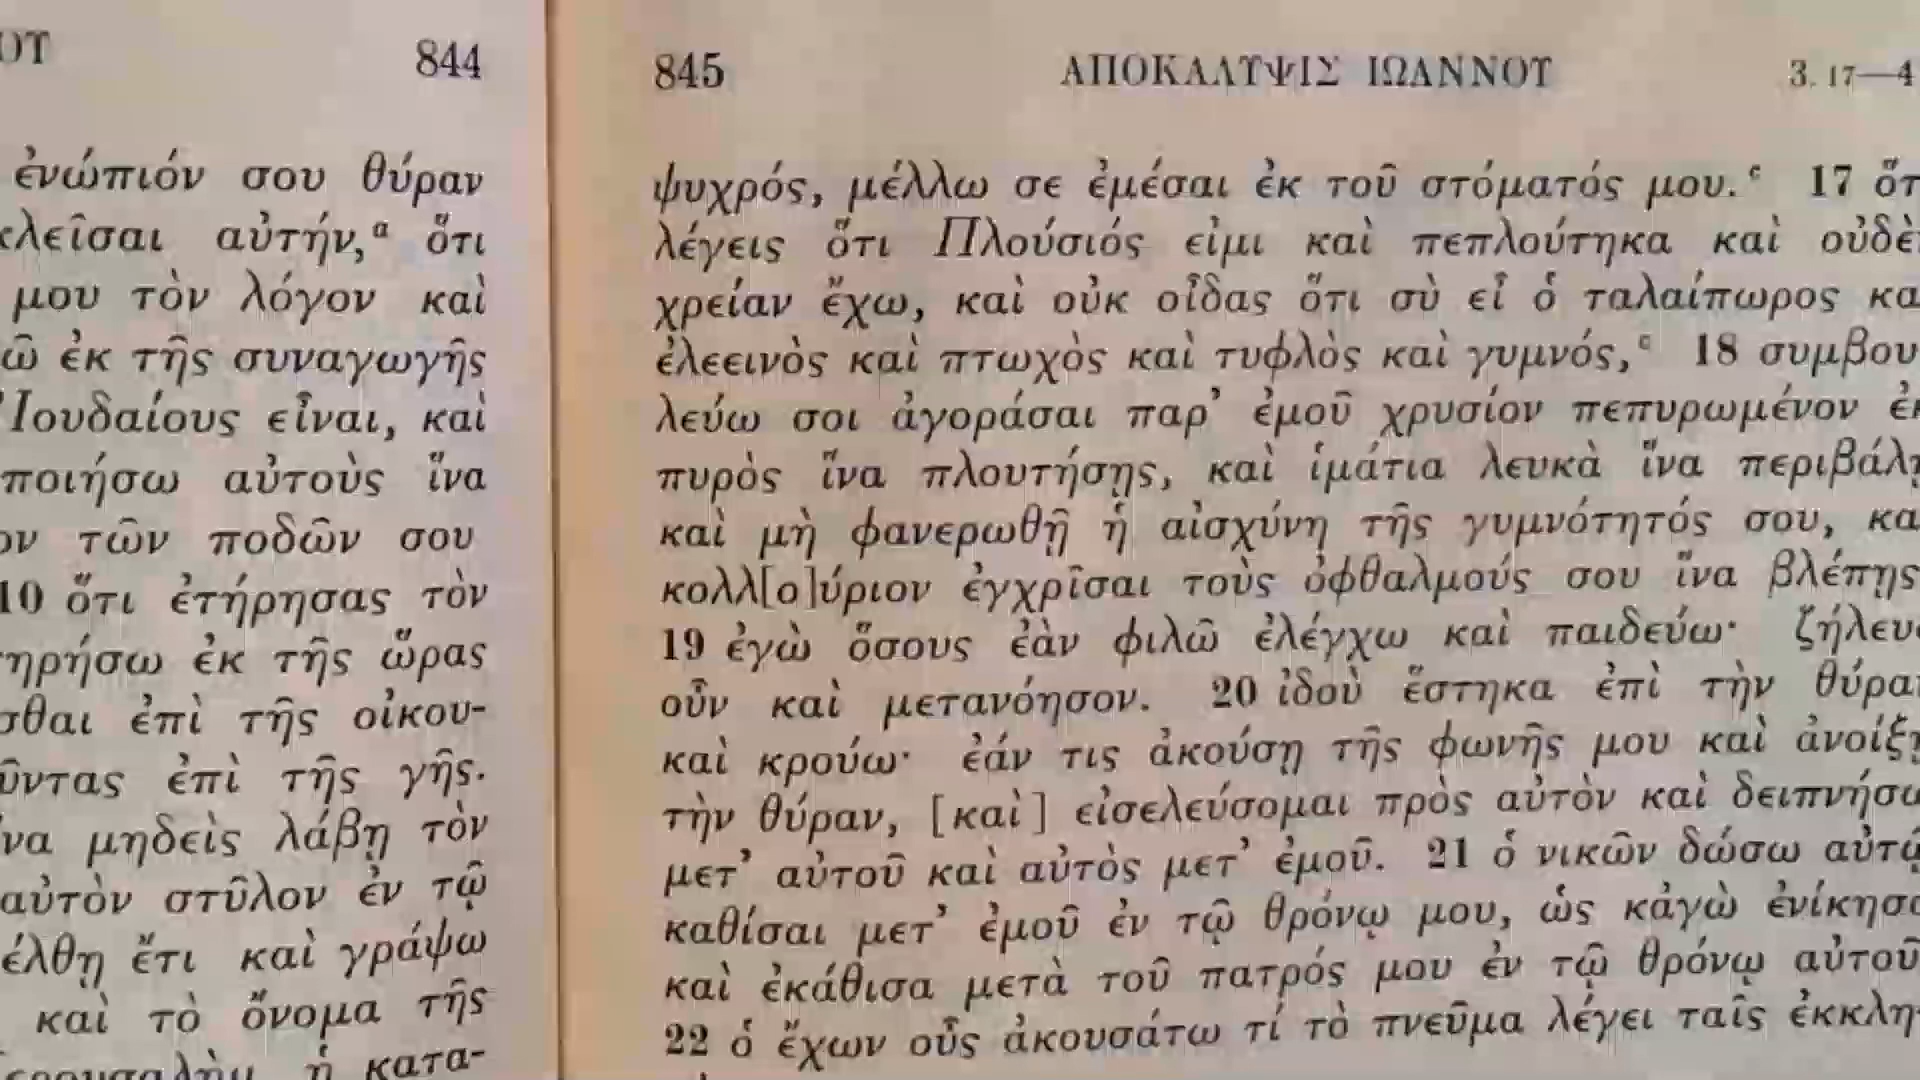 844
ἐνώπιόν σου θύραν
κλεῖσαι αὐτήν,ᵃ ὅτι
μου τὸν λόγον καὶ
ἐκ τῆς συναγωγῆς
Ἰουδαίους εἶναι, καὶ
ποιήσω αὐτοὺς ἵνα
τῶν ποδῶν σου
10 ὅτι ἐτήρησας τὸν
τηρήσω ἐκ τῆς ὥρας
σθαι ἐπὶ τῆς οἰκου-
ἐπὶ τῆς γῆς.
ἵνα μηδεὶς λάβῃ τὸν
αὐτὸν στῦλον ἐν τῷ
ἐξέλθῃ ἔτι καὶ γράψω
καὶ τὸ ὄνομα τῆς
ἡ κατα-
845 ΑΠΟΚΑΛΥΨΙΣ ΙΩΑΝΝΟΥ 3. 17—4
ψυχρός, μέλλω σε ἐμέσαι ἐκ τοῦ στόματός μου.ᶜ 17 ὅτ
λέγεις ὅτι Πλούσιός εἰμι καὶ πεπλούτηκα καὶ οὐδὲ
χρείαν ἔχω, καὶ οὐκ οἶδας ὅτι σὺ εἶ ὁ ταλαίπωρος κα
ἐλεεινὸς καὶ πτωχὸς καὶ τυφλὸς καὶ γυμνός,ᶜ 18 συμβου
λεύω σοι ἀγοράσαι παρ’ ἐμοῦ χρυσίον πεπυρωμένον ἐκ
πυρὸς ἵνα πλουτήσῃς, καὶ ἱμάτια λευκὰ ἵνα περιβάλῃ
καὶ μὴ φανερωθῇ ἡ αἰσχύνη τῆς γυμνότητός σου, κα
κολλ[ο]ύριον ἐγχρῖσαι τοὺς ὀφθαλμούς σου ἵνα βλέπῃς
19 ἐγὼ ὅσους ἐὰν φιλῶ ἐλέγχω καὶ παιδεύω· ζήλευε
οὖν καὶ μετανόησον. 20 ἰδοὺ ἕστηκα ἐπὶ τὴν θύραν
καὶ κρούω· ἐάν τις ἀκούσῃ τῆς φωνῆς μου καὶ ἀνοίξῃ
τὴν θύραν, [καὶ] εἰσελεύσομαι πρὸς αὐτὸν καὶ δειπνήσω
μετ’ αὐτοῦ καὶ αὐτὸς μετ’ ἐμοῦ. 21 ὁ νικῶν δώσω αὐτῷ
καθίσαι μετ’ ἐμοῦ ἐν τῷ θρόνῳ μου, ὡς κἀγὼ ἐνίκησα
καὶ ἐκάθισα μετὰ τοῦ πατρός μου ἐν τῷ θρόνῳ αὐτοῦ
22 ὁ ἔχων οὖς ἀκουσάτω τί τὸ πνεῦμα λέγει ταῖς ἐκκλη-